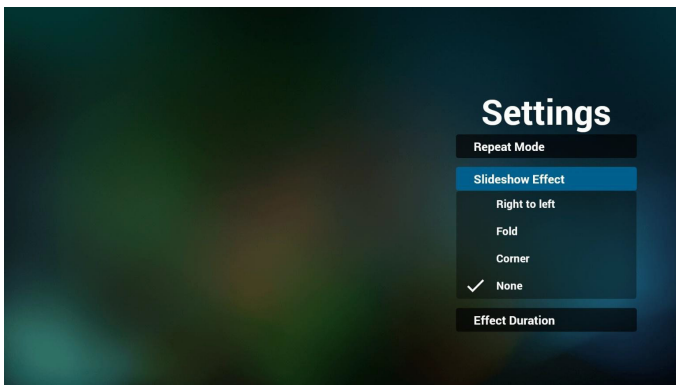 Settings
Repeat Mode
Slideshow Effect
Right to left
Fold
Corner
None
Effect Duration